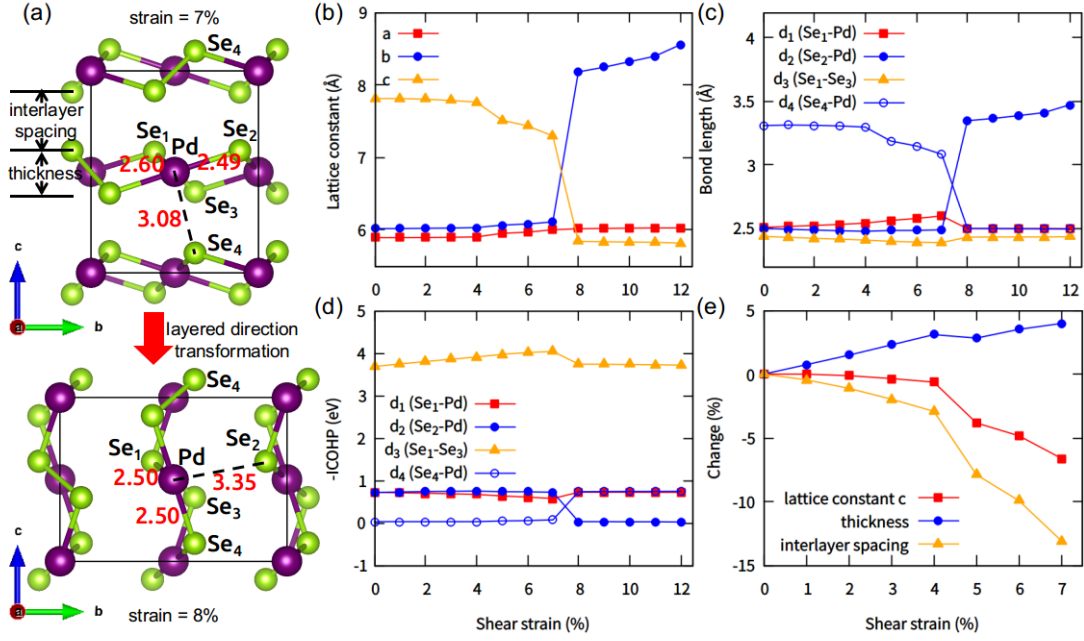 (a)
strain = 7%
Se4
interlayer
spacing
Se1
Pd
Se2
2.60
2.49
thickness
3.08
Se3
Se4
c
a
b
layered direction
transformation
Se4
Se1
Pd
Se2
2.50
3.35
2.50
Se3
Se4
c
a
b
strain = 8%
(b)
9
8
7
6
5
Lattice constant (Å)
a
b
c
0 2 4 6 8 10 12
(c)
4
3.5
3
2.5
Bond length (Å)
d1 (Se1-Pd)
d2 (Se2-Pd)
d3 (Se1-Se3)
d4 (Se4-Pd)
0 2 4 6 8 10 12
(d)
5
4
3
2
1
0
-1
-ICOHP (eV)
d1 (Se1-Pd)
d2 (Se2-Pd)
d3 (Se1-Se3)
d4 (Se4-Pd)
0 2 4 6 8 10 12
Shear strain (%)
(e)
5
0
-5
-10
-15
Change (%)
lattice constant c
thickness
interlayer spacing
0 1 2 3 4 5 6 7
Shear strain (%)